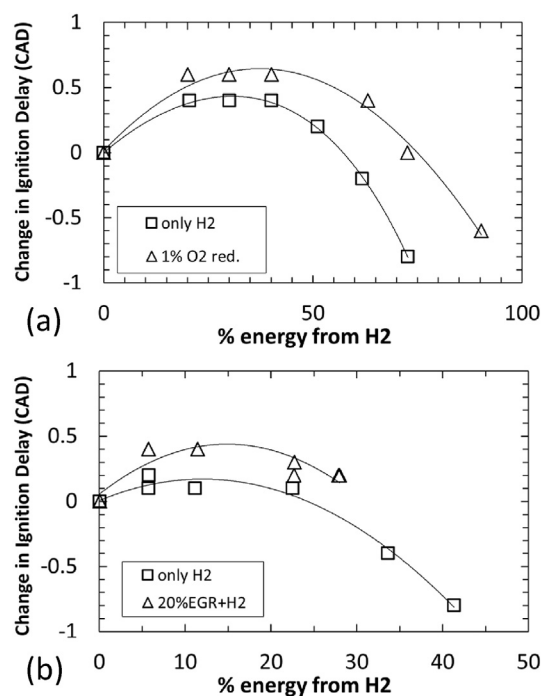 1
0.5
0
-0.5
-1
Change in Ignition Delay (CAD)
only H2
1% O2 red.
0 50 100
% energy from H2
(a)
1
0.5
0
-0.5
-1
Change in Ignition Delay (CAD)
only H2
20%EGR+H2
0 10 20 30 40 50
% energy from H2
(b)